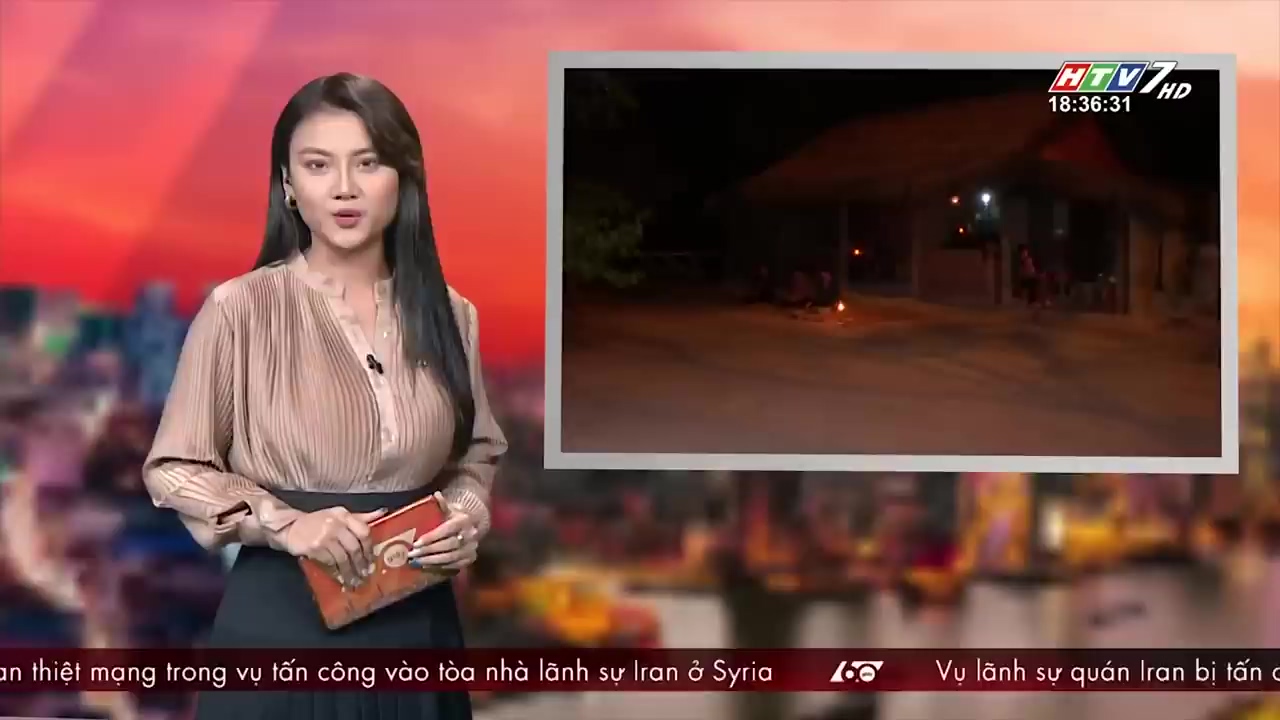 HTV7 HD
18:36:31
an thiệt mạng trong vụ tấn công vào tòa nhà lãnh sự Iran ở Syria 60 Vụ lãnh sự quán Iran bị tấn c